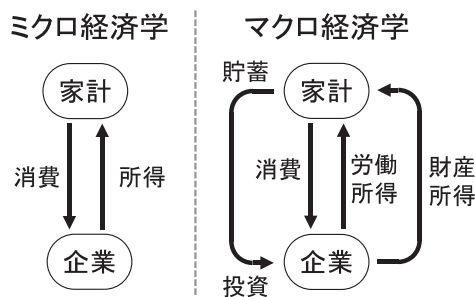 ミクロ経済学
家計
消費
所得
企業
マクロ経済学
貯蓄
家計
消費
労働
所得
財産
所得
企業
投資